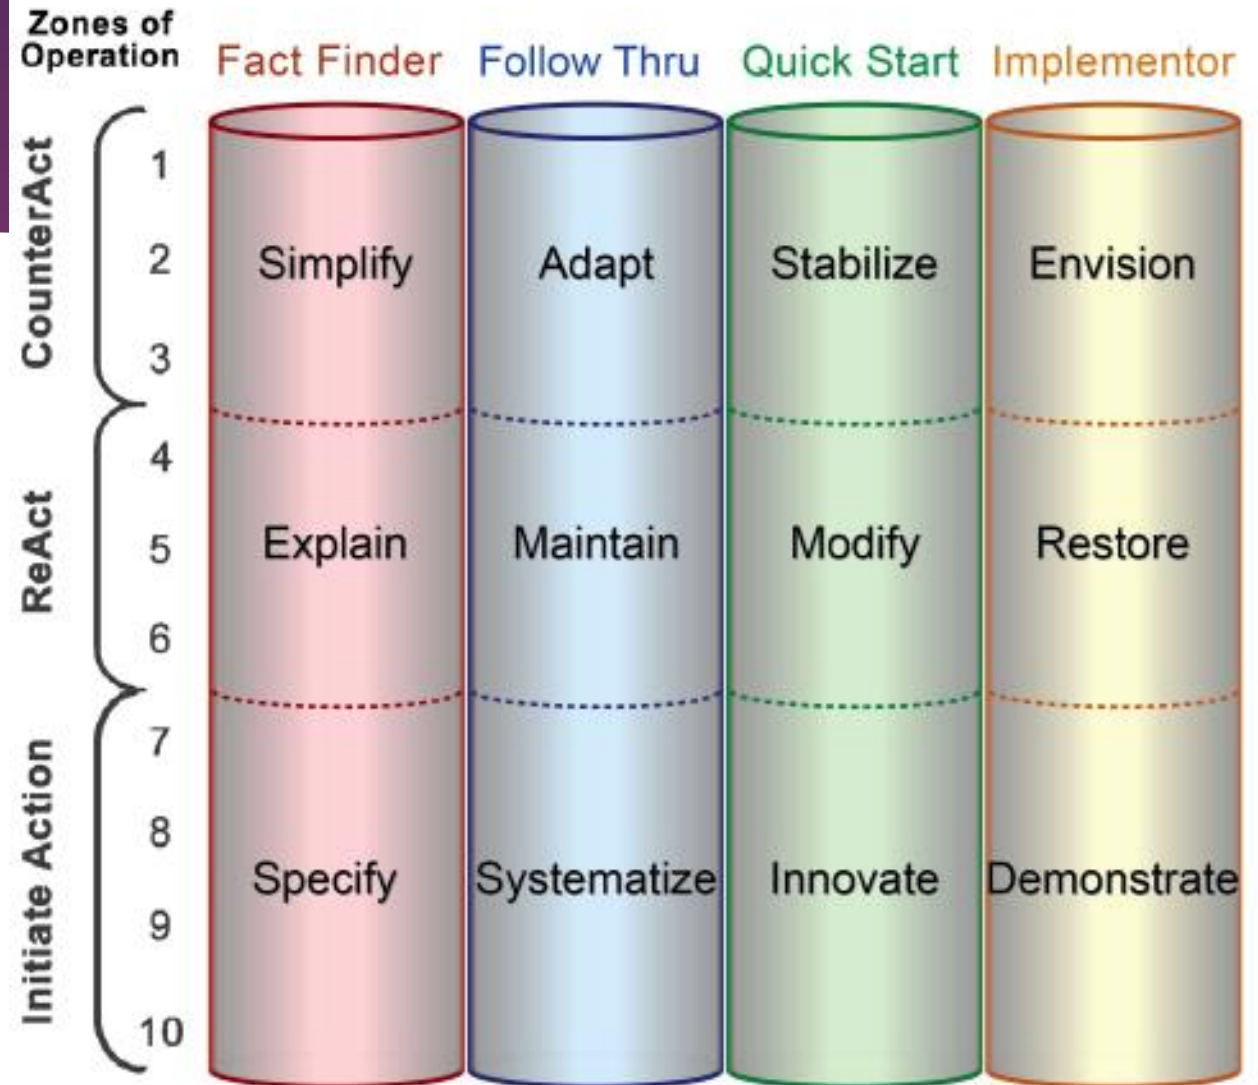 Zones of
Operation
Fact Finder
Follow Thru
Quick Start
Implementor
CounterAct
1
2
3
Simplify
Adapt
Stabilize
Envision
ReAct
4
5
6
Explain
Maintain
Modify
Restore
Initiate Action
7
8
9
10
Specify
Systematize
Innovate
Demonstrate